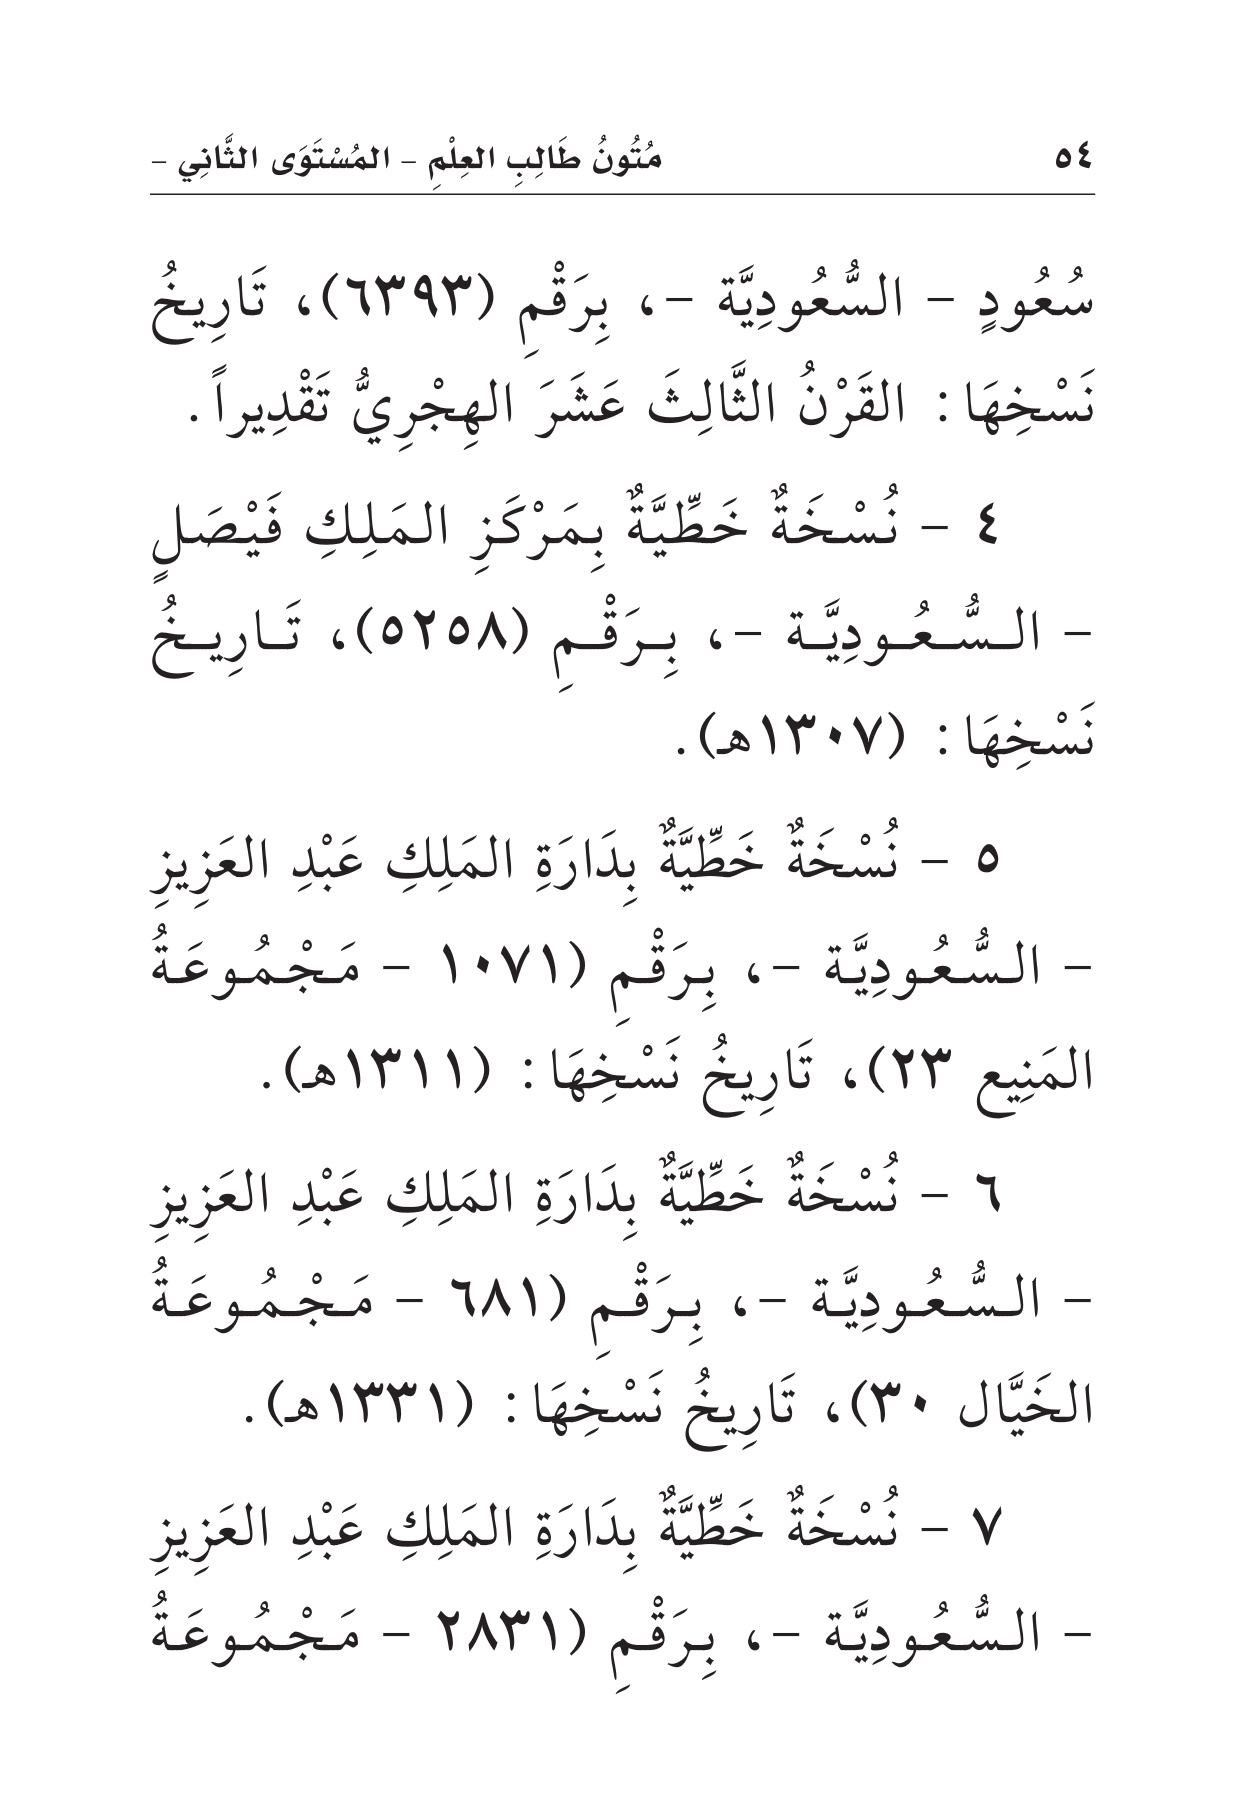 ٥٤ مُتُونُ طَالِبِ العِلْمِ – المُسْتَوَى الثَّانِي –
سُعُودٍ – السُّعُودِيَّة –، بِرَقْمِ (٦٣٩٣)، تَارِيخُ
نَسْخِهَا: القَرْنُ الثَّالِثَ عَشَرَ الهِجْرِيُّ تَقْدِيراً.
٤ – نُسْخَةٌ خَطِّيَّةٌ بِمَرْكَزِ المَلِكِ فَيْصَلٍ
– السُّعُودِيَّة –، بِرَقْمِ (٥٢٥٨)، تَارِيخُ
نَسْخِهَا: (١٣٠٧هـ).
٥ – نُسْخَةٌ خَطِّيَّةٌ بِدَارَةِ المَلِكِ عَبْدِ العَزِيزِ
– السُّعُودِيَّة –، بِرَقْمِ (١٠٧١ – مَجْمُوعَةُ
المَنِيع ٢٣)، تَارِيخُ نَسْخِهَا: (١٣١١هـ).
٦ – نُسْخَةٌ خَطِّيَّةٌ بِدَارَةِ المَلِكِ عَبْدِ العَزِيزِ
– السُّعُودِيَّة –، بِرَقْمِ (٦٨١ – مَجْمُوعَةُ
الخَيَّال ٣٠)، تَارِيخُ نَسْخِهَا: (١٣٣١هـ).
٧ – نُسْخَةٌ خَطِّيَّةٌ بِدَارَةِ المَلِكِ عَبْدِ العَزِيزِ
– السُّعُودِيَّة –، بِرَقْمِ (٢٨٣١ – مَجْمُوعَةُ